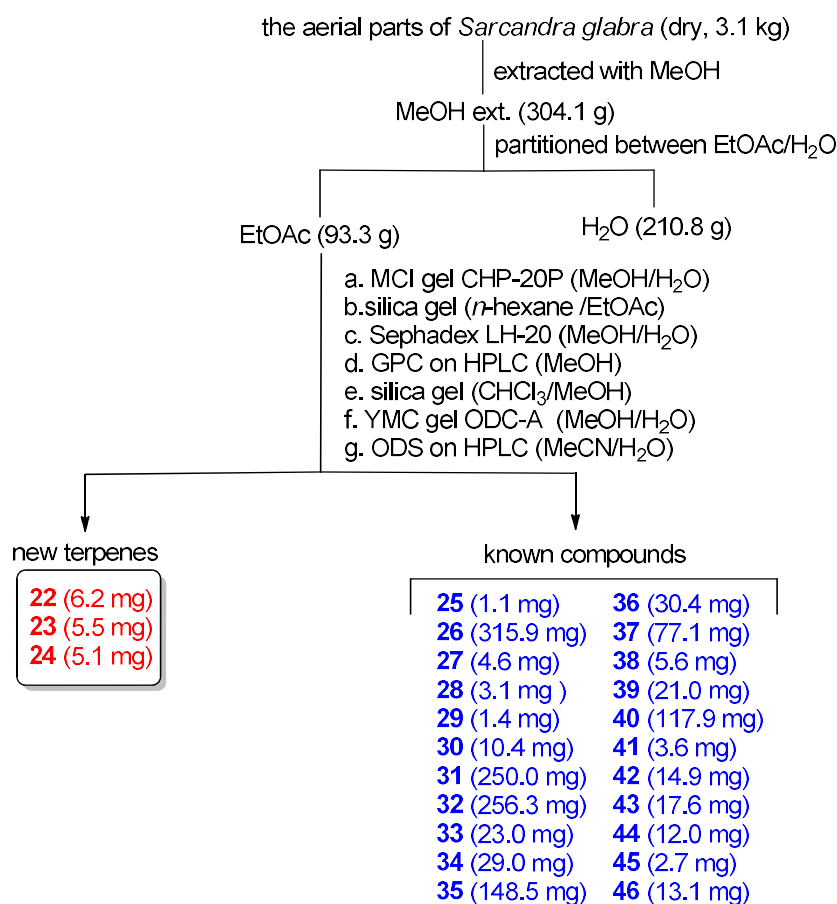 the aerial parts of Sarcandra glabra (dry, 3.1 kg)
extracted with MeOH
MeOH ext. (304.1 g)
partitioned between EtOAc/H₂O
EtOAc (93.3 g)
H₂O (210.8 g)
a. MCI gel CHP-20P (MeOH/H₂O)
b.silica gel (n-hexane /EtOAc)
c. Sephadex LH-20 (MeOH/H₂O)
d. GPC on HPLC (MeOH)
e. silica gel (CHCl₃/MeOH)
f. YMC gel ODC-A (MeOH/H₂O)
g. ODS on HPLC (MeCN/H₂O)
new terpenes
22 (6.2 mg)
23 (5.5 mg)
24 (5.1 mg)
known compounds
25 (1.1 mg)
26 (315.9 mg)
27 (4.6 mg)
28 (3.1 mg )
29 (1.4 mg)
30 (10.4 mg)
31 (250.0 mg)
32 (256.3 mg)
33 (23.0 mg)
34 (29.0 mg)
35 (148.5 mg)
36 (30.4 mg)
37 (77.1 mg)
38 (5.6 mg)
39 (21.0 mg)
40 (117.9 mg)
41 (3.6 mg)
42 (14.9 mg)
43 (17.6 mg)
44 (12.0 mg)
45 (2.7 mg)
46 (13.1 mg)